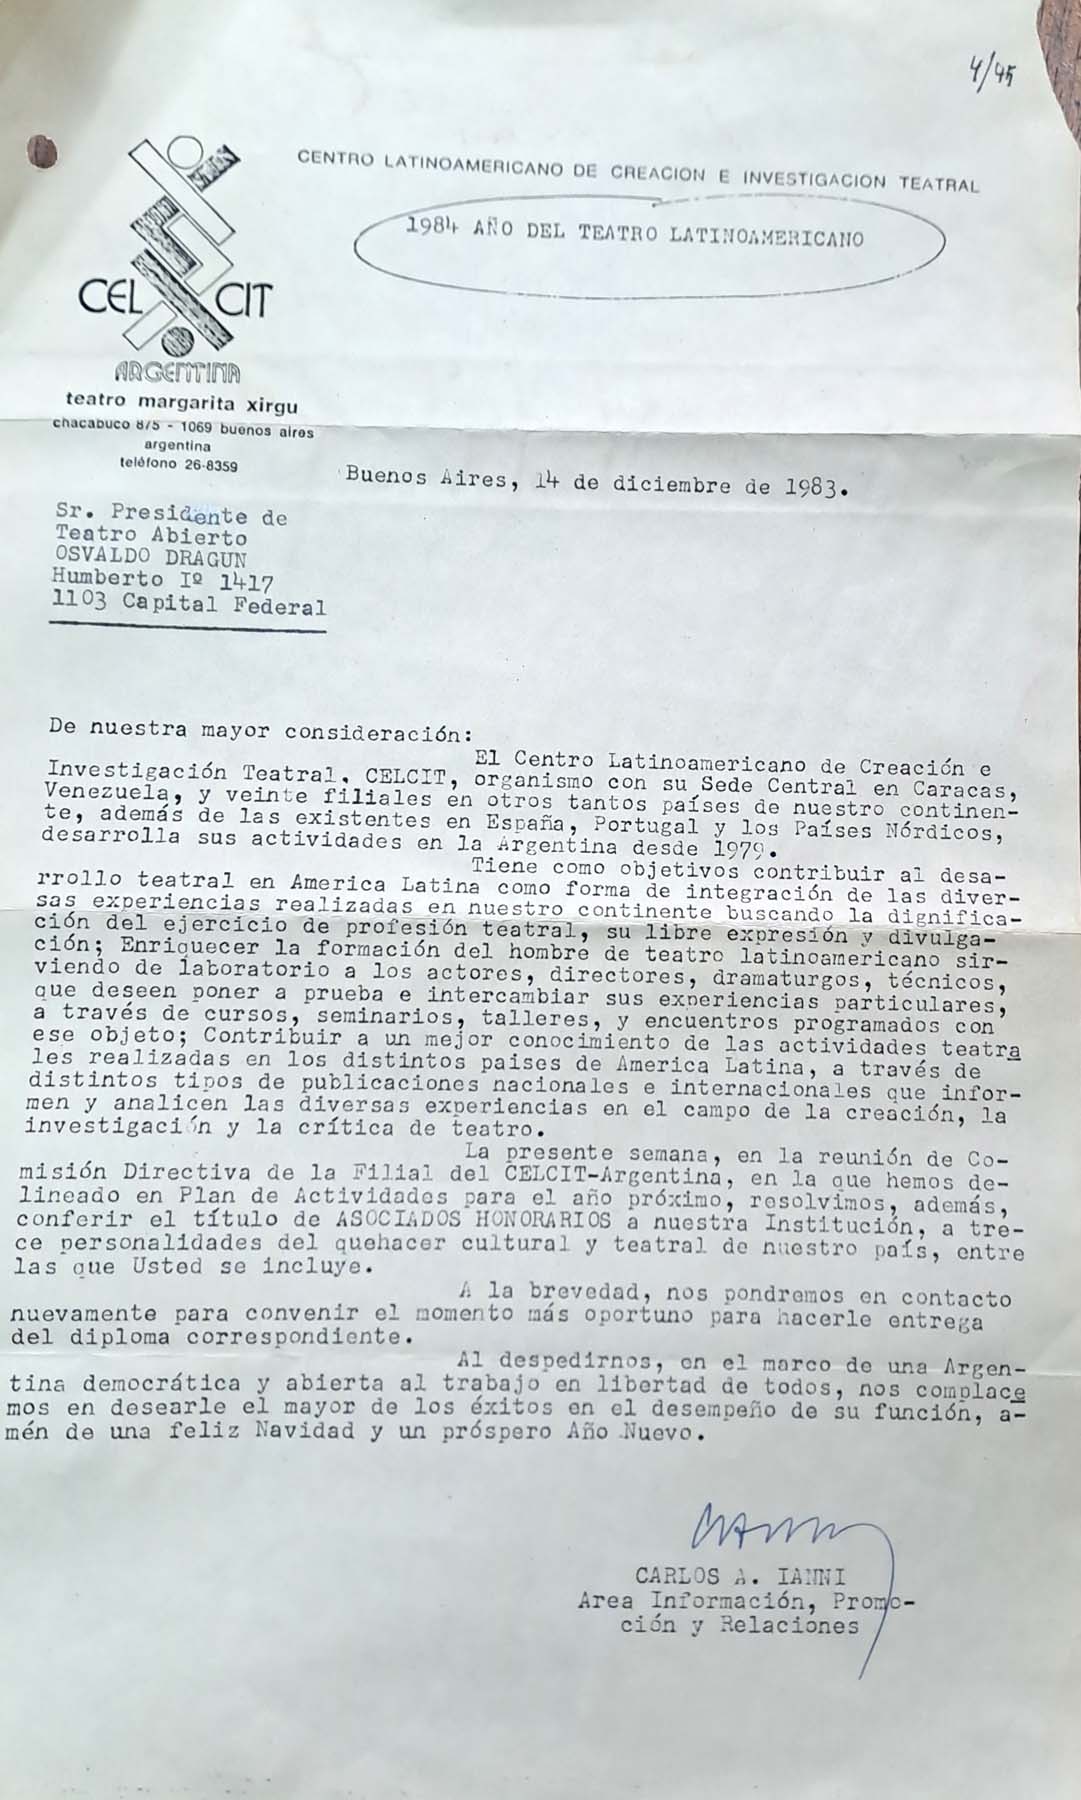 4/45
CENTRO LATINOAMERICANO DE CREACION E INVESTIGACION TEATRAL
1984 AÑO DEL TEATRO LATINOAMERICANO
CELCIT
ARGENTINA
teatro margarita xirgu
chacabuco 875 - 1069 buenos aires
argentina
teléfono 26-8359
Buenos Aires, 14 de diciembre de 1983.
Sr. Presidente de
Teatro Abierto
OSVALDO DRAGUN
Humberto Iº 1417
1103 Capital Federal
De nuestra mayor consideración:
El Centro Latinoamericano de Creación e
Investigación Teatral, CELCIT, organismo con su Sede Central en Caracas,
Venezuela, y veinte filiales en otros tantos países de nuestro continen-
te, además de las existentes en España, Portugal y los Países Nórdicos,
desarrolla sus actividades en la Argentina desde 1979.
Tiene como objetivos contribuir al desa-
rrollo teatral en America Latina como forma de integración de las diver-
sas experiencias realizadas en nuestro continente buscando la dignifica-
ción del ejercicio de profesión teatral, su libre expresión y divulga-
ción; Enriquecer la formación del hombre de teatro latinoamericano sir-
viendo de laboratorio a los actores, directores, dramaturgos, técnicos,
que deseen poner a prueba e intercambiar sus experiencias particulares,
a través de cursos, seminarios, talleres, y encuentros programados con
ese objeto; Contribuir a un mejor conocimiento de las actividades teatra
les realizadas en los distintos paises de America Latina, a través de
distintos tipos de publicaciones nacionales e internacionales que infor-
men y analicen las diversas experiencias en el campo de la creación, la
investigación y la crítica de teatro.
La presente semana, en la reunión de Co-
misión Directiva de la Filial del CELCIT-Argentina, en la que hemos de-
lineado en Plan de Actividades para el año próximo, resolvimos, además,
conferir el título de ASOCIADOS HONORARIOS a nuestra Institución, a tre-
ce personalidades del quehacer cultural y teatral de nuestro país, entre
las que Usted se incluye.
A la brevedad, nos pondremos en contacto
nuevamente para convenir el momento más oportuno para hacerle entrega
del diploma correspondiente.
Al despedirnos, en el marco de una Argen-
tina democrática y abierta al trabajo en libertad de todos, nos complace
mos en desearle el mayor de los éxitos en el desempeño de su función, a-
mén de una feliz Navidad y un próspero Año Nuevo.
CARLOS A. IANNI
Area Información, Promo-
ción y Relaciones